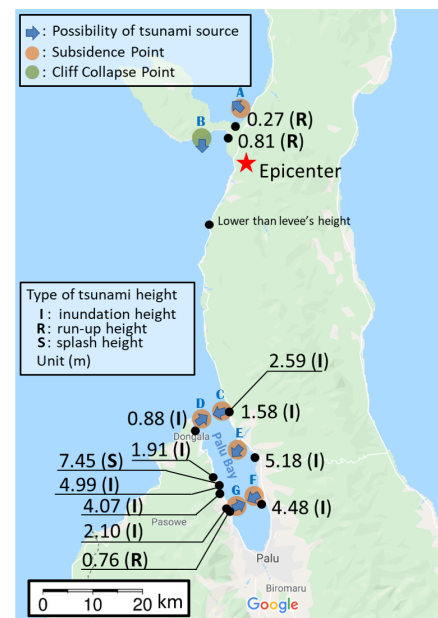 : Possibility of tsunami source
: Subsidence Point
: Cliff Collapse Point
A
0.27 (R)
B
0.81 (R)
Epicenter
Lower than levee's height
Type of tsunami height
I : inundation height
R : run-up height
S : splash height
Unit (m)
2.59 (I)
C
D
1.58 (I)
0.88 (I)
Dongala
Palu Bay
E
1.91 (I)
5.18 (I)
7.45 (S)
4.99 (I)
F
G
4.07 (I)
4.48 (I)
Pasowe
2.10 (I)
0.76 (R)
Palu
Biromaru
0 10 20 km
Google